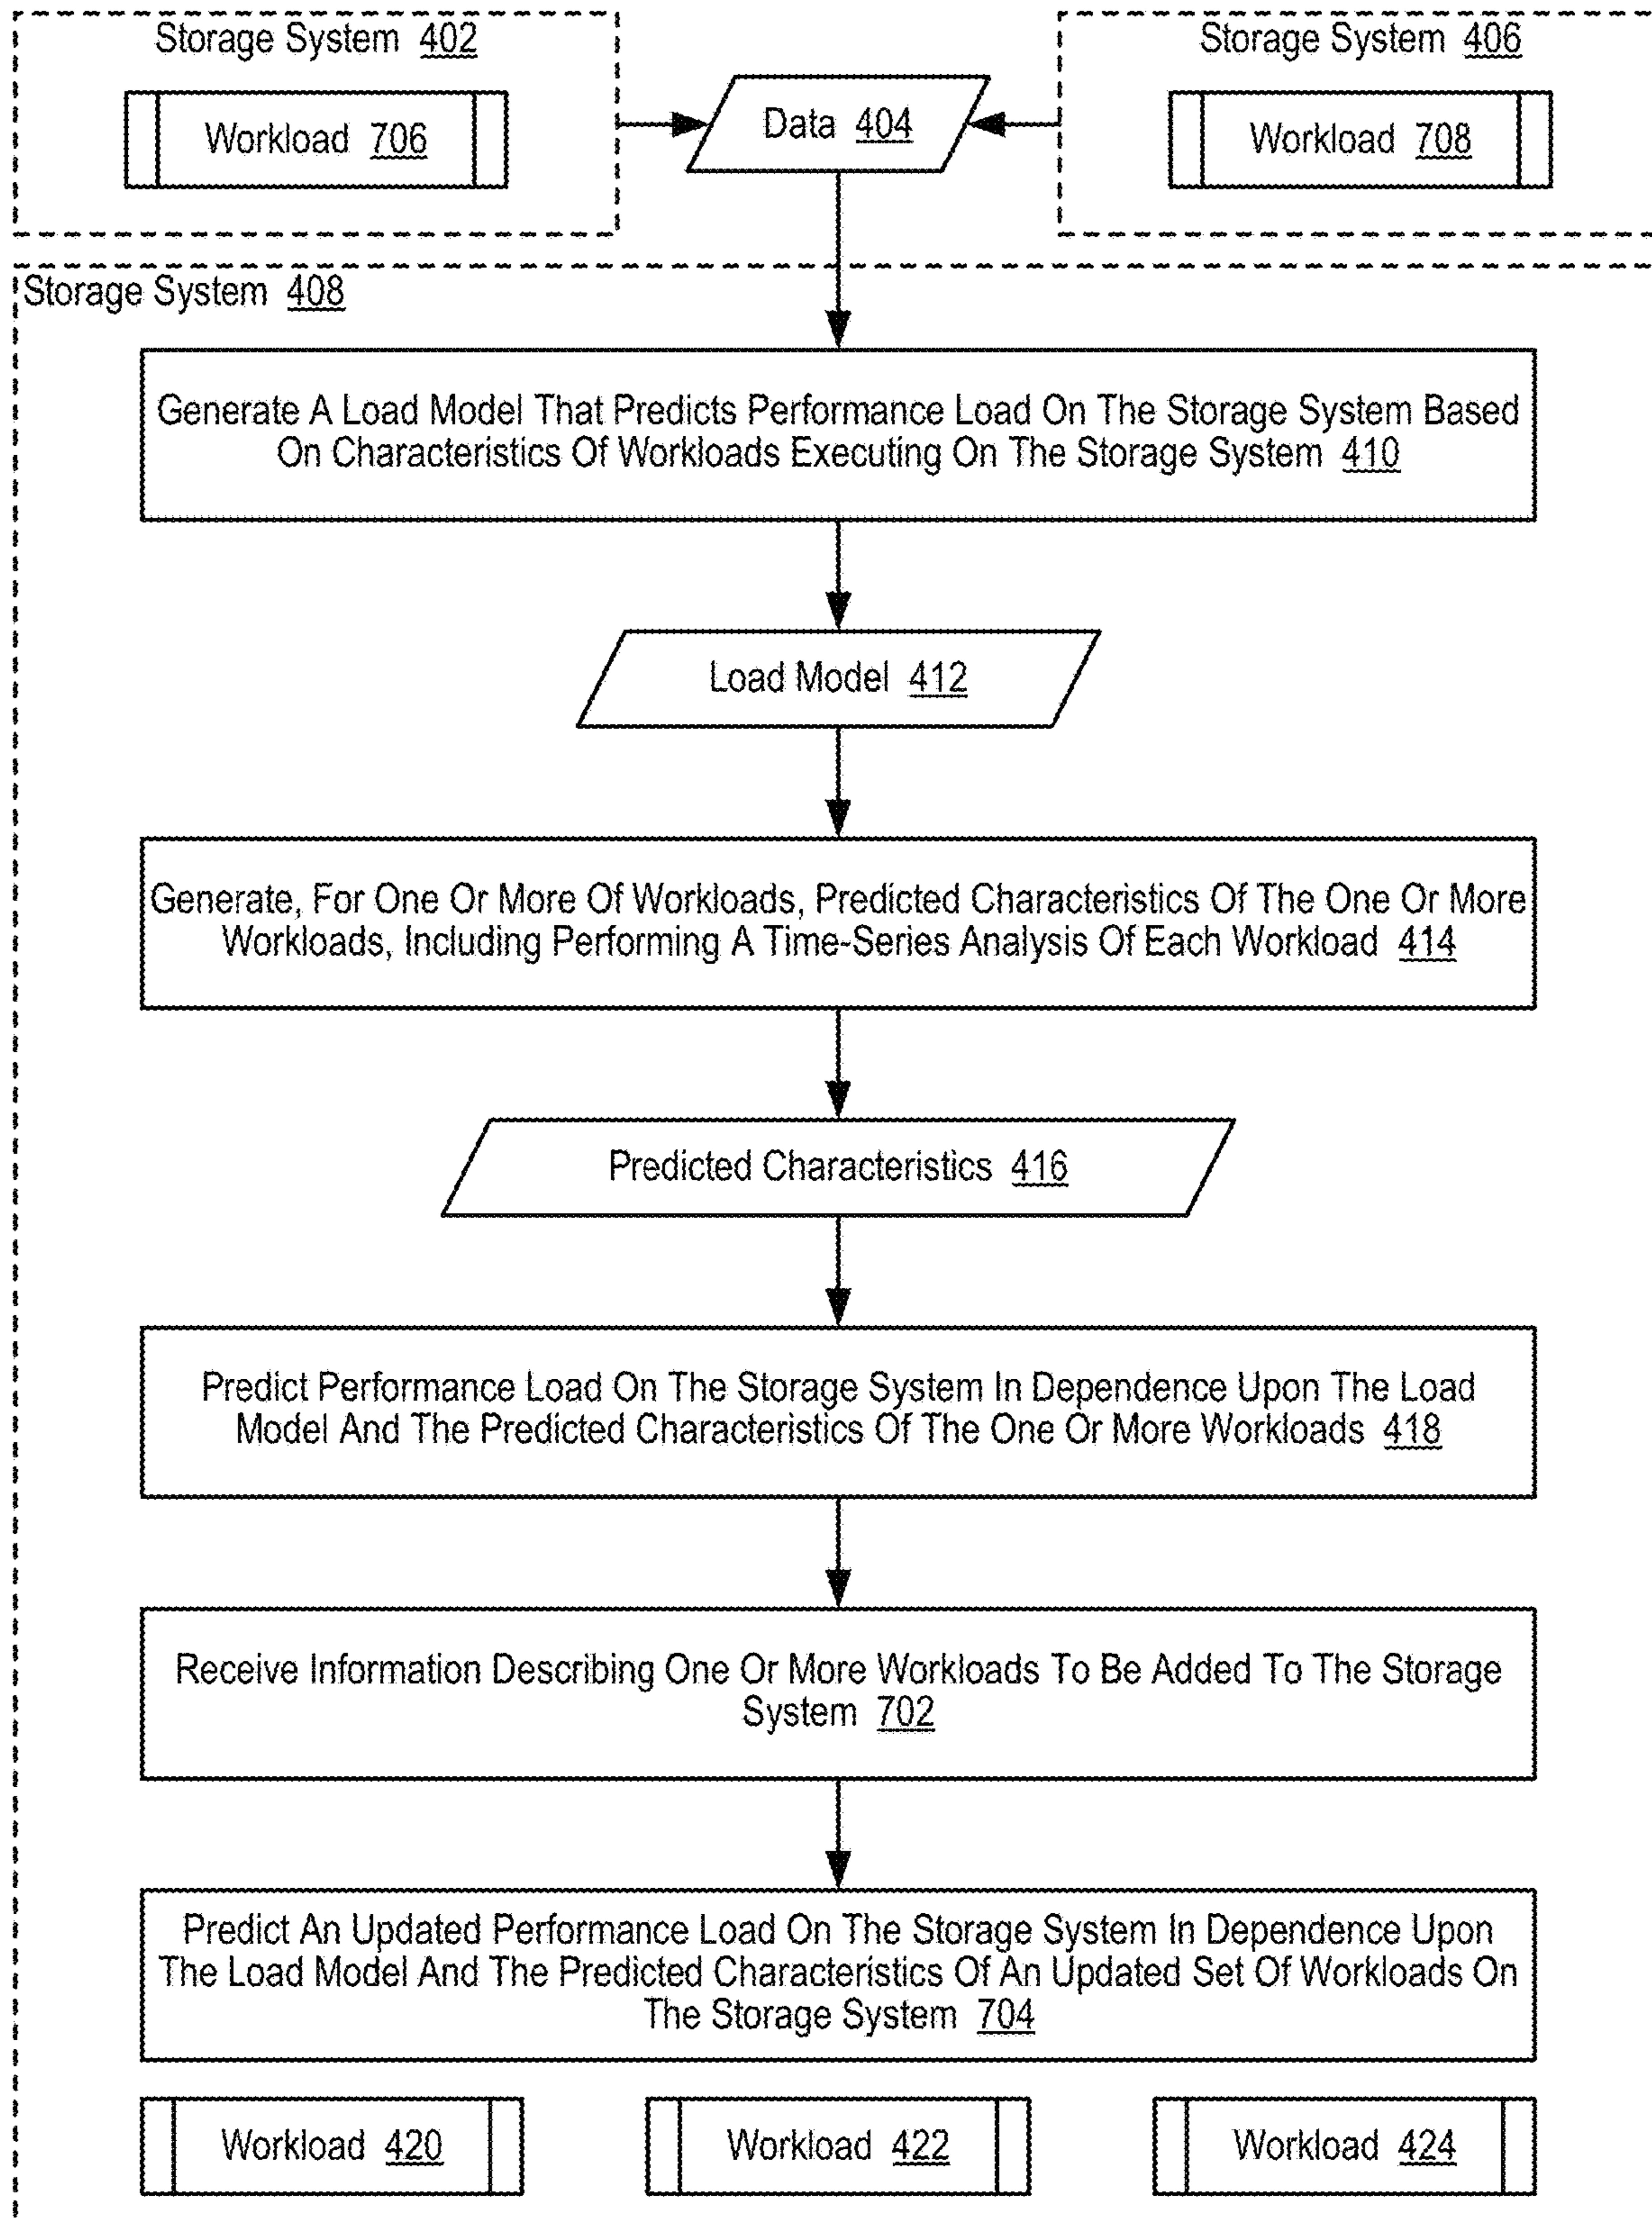 Storage System 402
Storage System 406
Workload 706
Data 404
Workload 708
Storage System 408
Generate A Load Model That Predicts Performance Load On The Storage System Based
On Characteristics Of Workloads Executing On The Storage System 410
Load Model 412
Generate, For One Or More Of Workloads, Predicted Characteristics Of The One Or More
Workloads, Including Performing A Time-Series Analysis Of Each Workload 414
Predicted Characteristics 416
Predict Performance Load On The Storage System In Dependence Upon The Load
Model And The Predicted Characteristics Of The One Or More Workloads 418
Receive Information Describing One Or More Workloads To Be Added To The Storage
System 702
Predict An Updated Performance Load On The Storage System In Dependence Upon
The Load Model And The Predicted Characteristics Of An Updated Set Of Workloads On
The Storage System 704
Workload 420
Workload 422
Workload 424